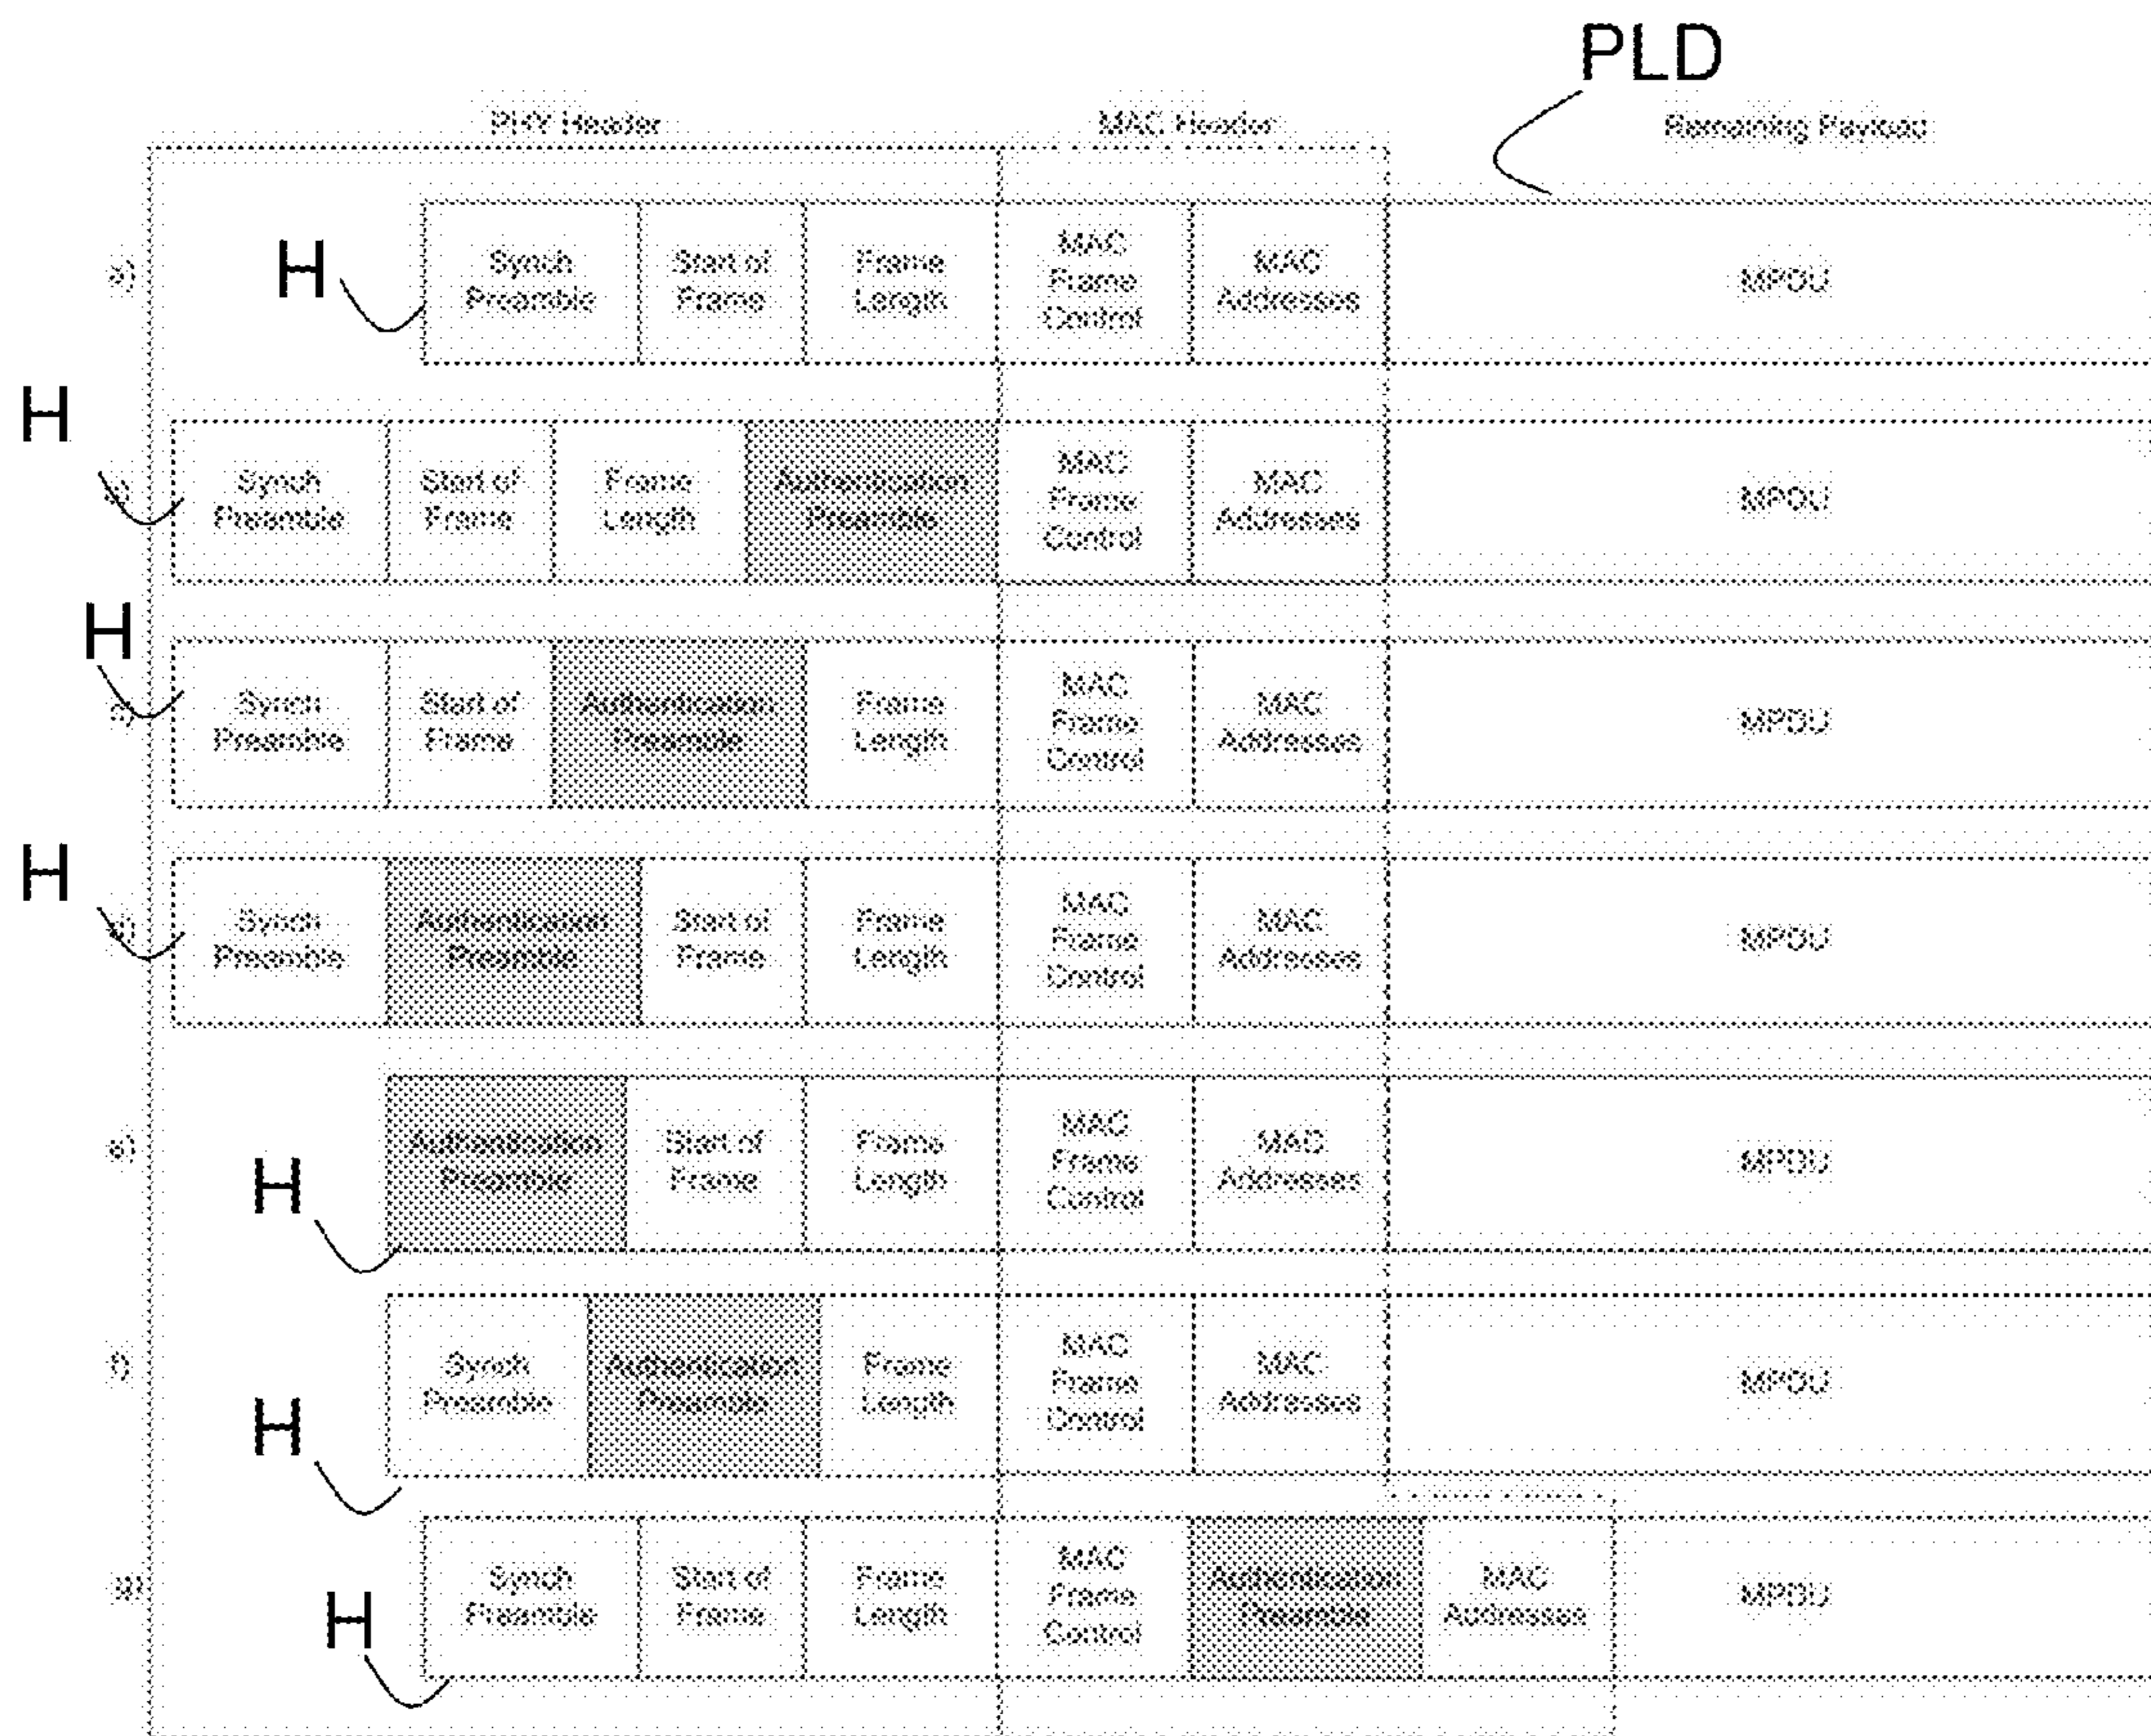 PLD
PHY Header MAC Header Remaining Payload
a) H Synch Preamble Start of Frame Frame Length MAC Frame Control MAC Addresses MPDU
H
b) Synch Preamble Start of Frame Frame Length Authentication Preamble MAC Frame Control MAC Addresses MPDU
H
c) Synch Preamble Start of Frame Authentication Preamble Frame Length MAC Frame Control MAC Addresses MPDU
H
d) Synch Preamble Authentication Preamble Start of Frame Frame Length MAC Frame Control MAC Addresses MPDU
e) Authentication Preamble Start of Frame Frame Length MAC Frame Control MAC Addresses MPDU
H
f) Synch Preamble Authentication Preamble Frame Length MAC Frame Control MAC Addresses MPDU
H
g) Synch Preamble Start of Frame Frame Length MAC Frame Control Authentication Preamble MAC Addresses MPDU
H